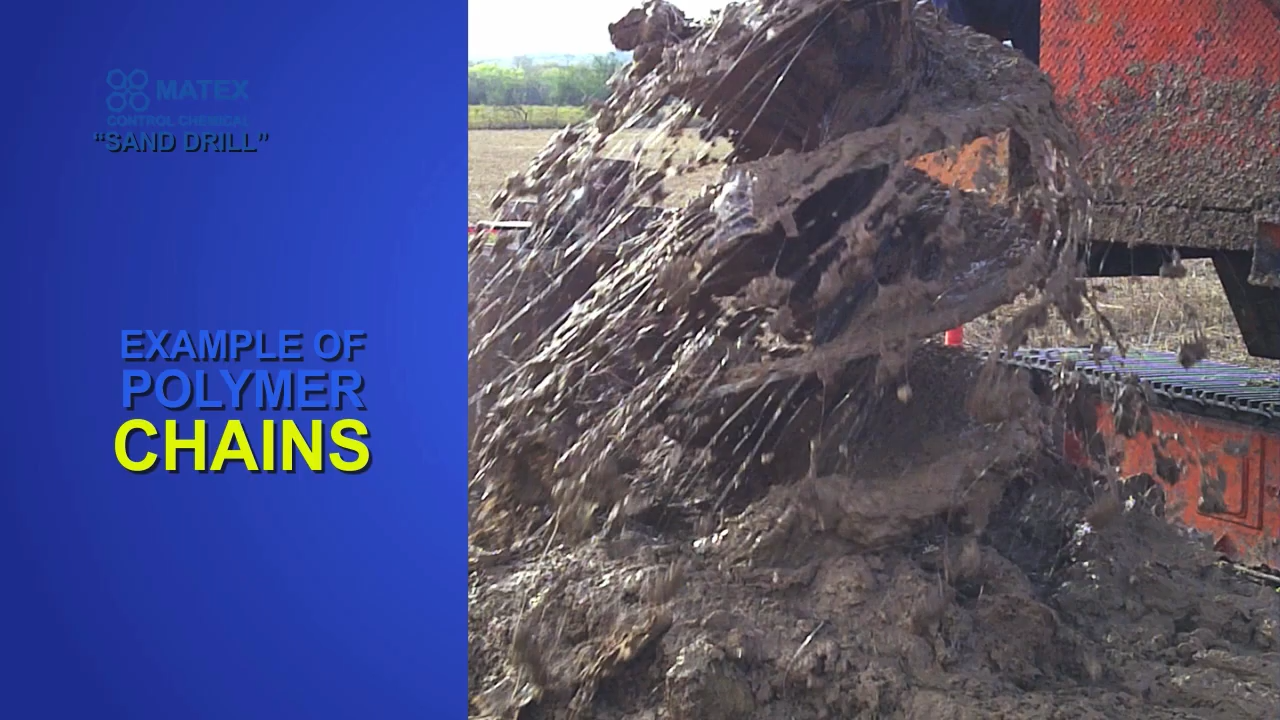 MATEX
CONTROL CHEMICAL
“SAND DRILL”
EXAMPLE OF
POLYMER
CHAINS